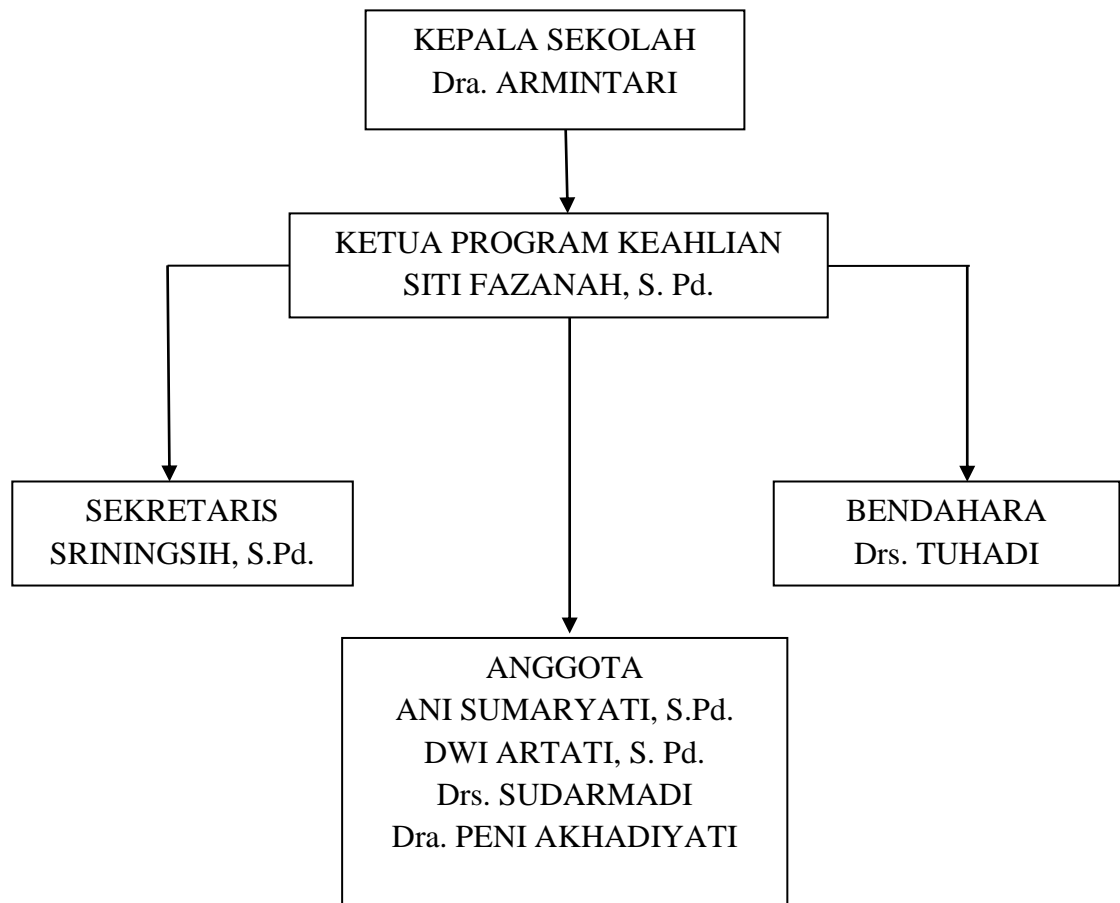 KEPALA SEKOLAH
Dra. ARMINTARI
KETUA PROGRAM KEAHLIAN
SITI FAZANAH, S. Pd.
SEKRETARIS
SRININGSIH, S.Pd.
BENDAHARA
Drs. TUHADI
ANGGOTA
ANI SUMARYATI, S.Pd.
DWI ARTATI, S. Pd.
Drs. SUDARMADI
Dra. PENI AKHADIYATI